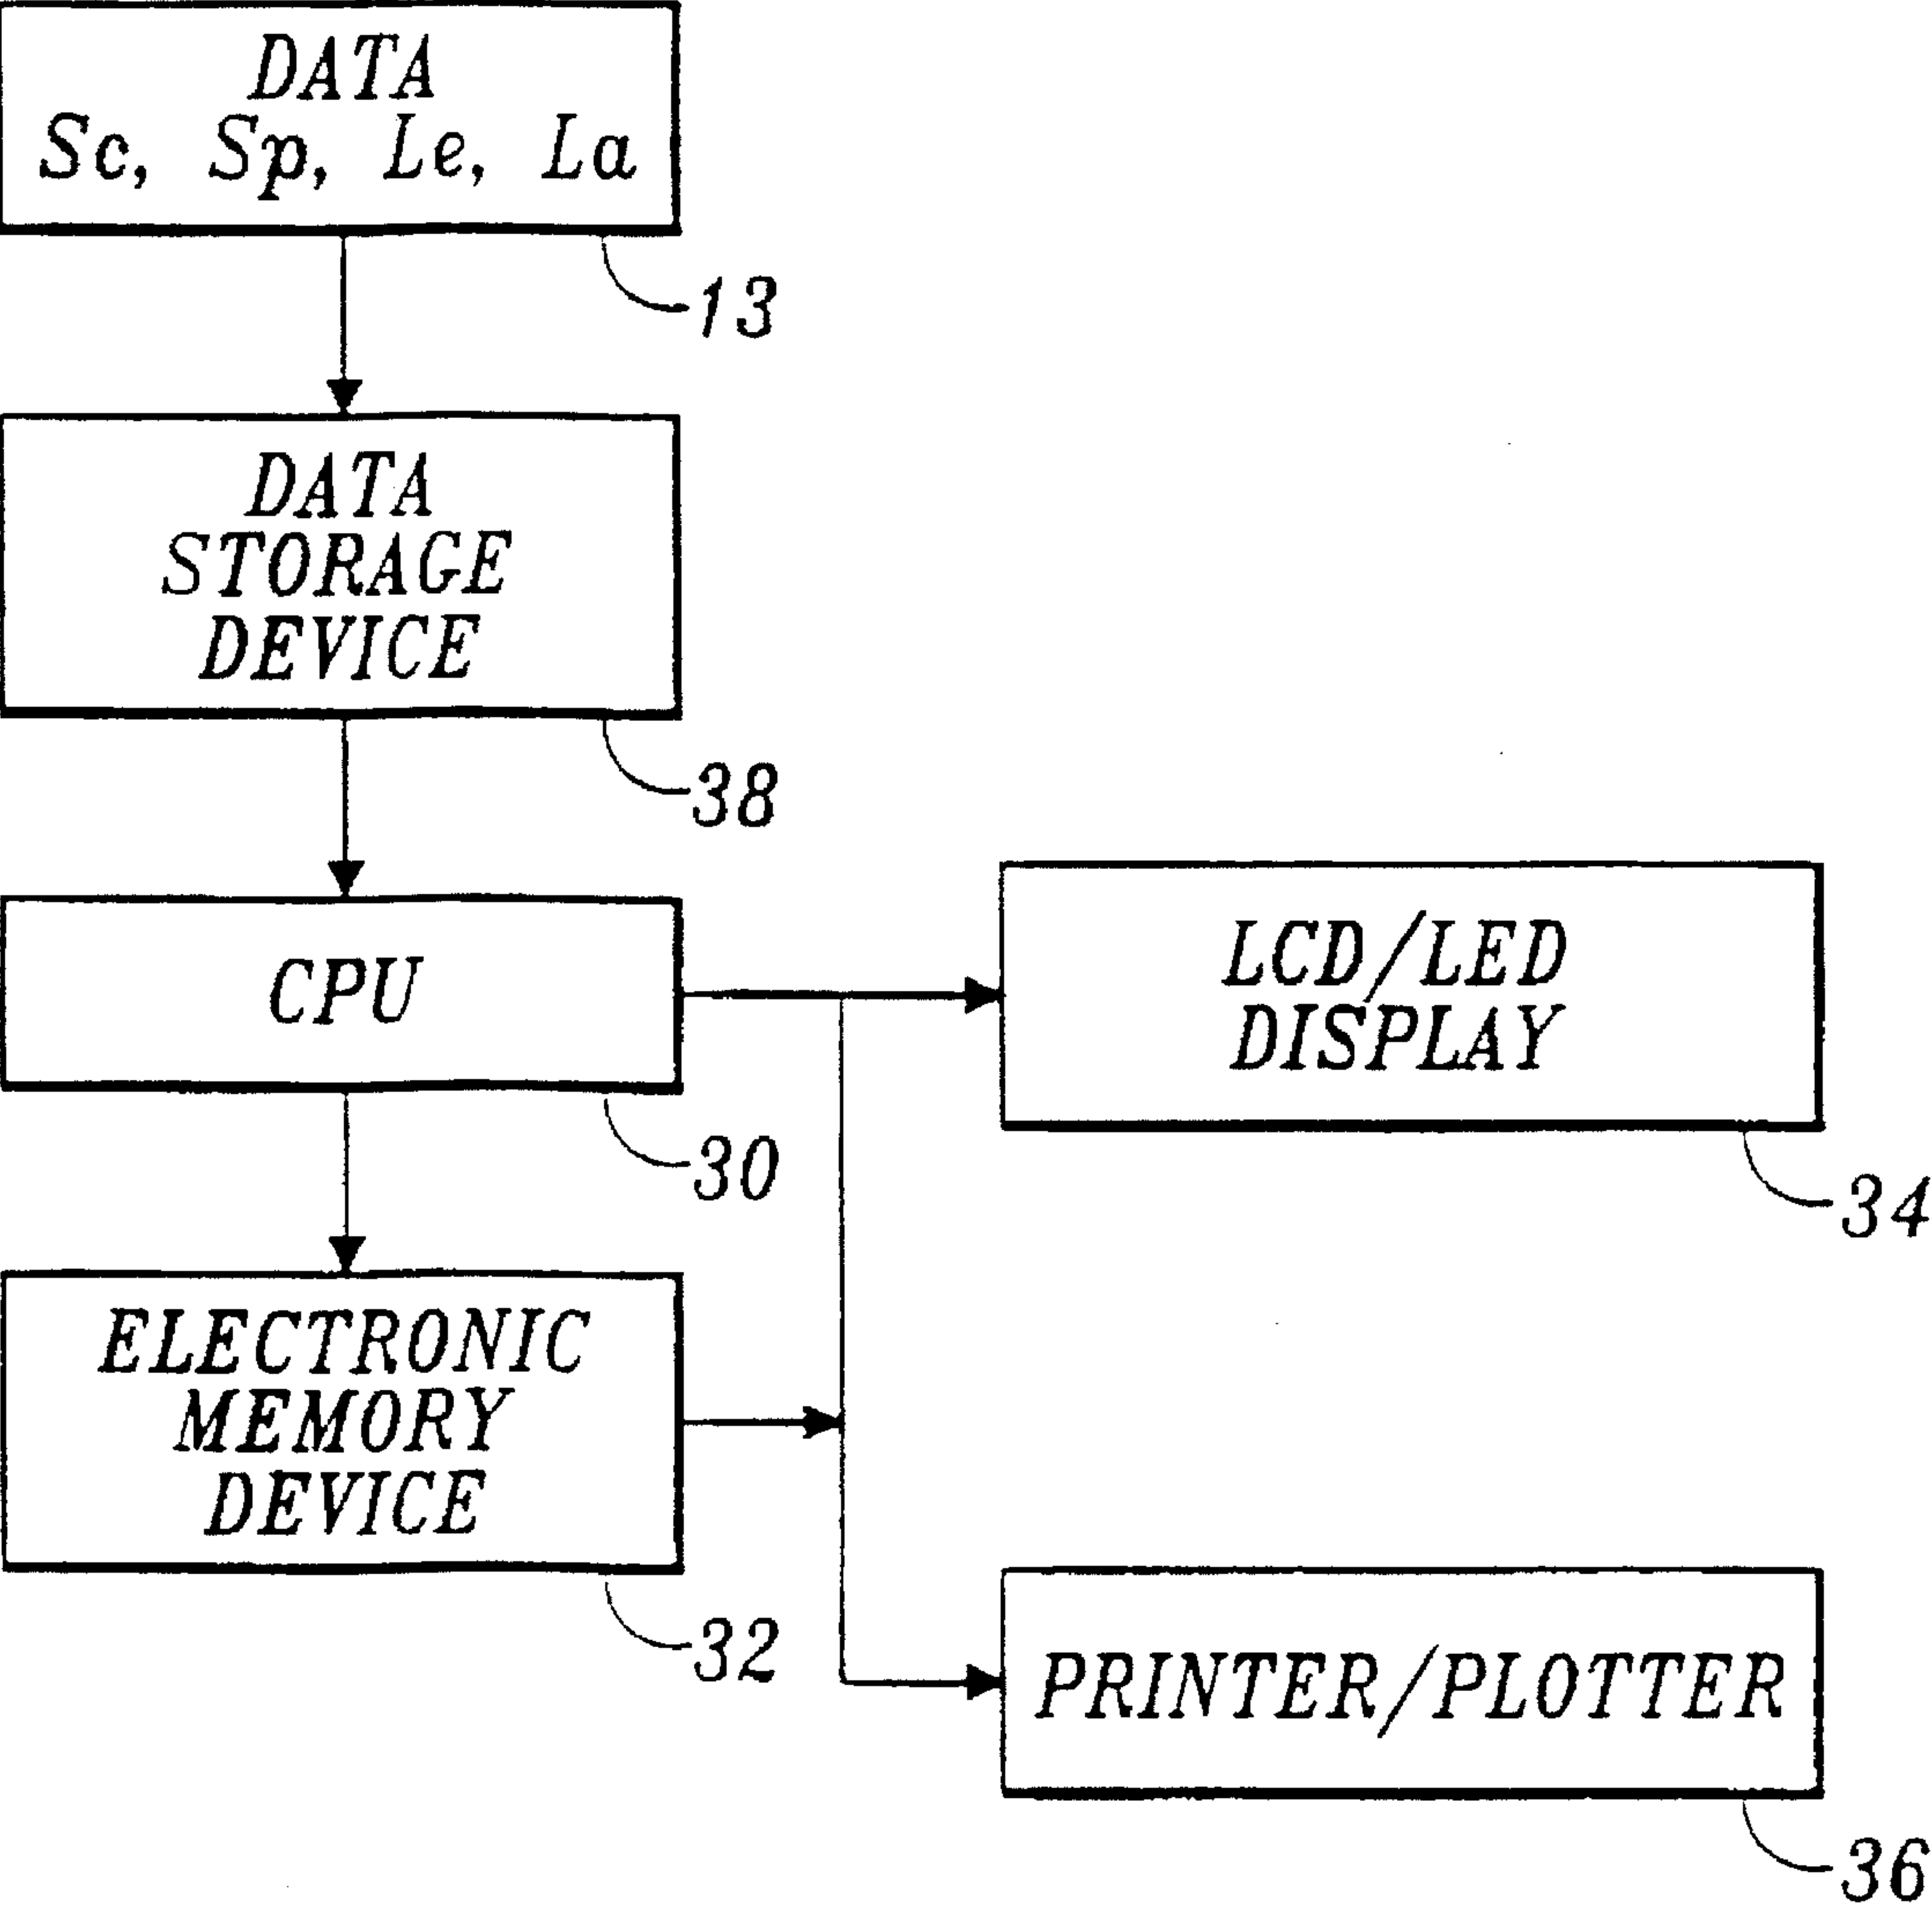 DATA
Sc, Sp, Le, La
13
DATA
STORAGE
DEVICE
38
CPU
30
LCD/LED
DISPLAY
34
ELECTRONIC
MEMORY
DEVICE
32
PRINTER/PLOTTER
36